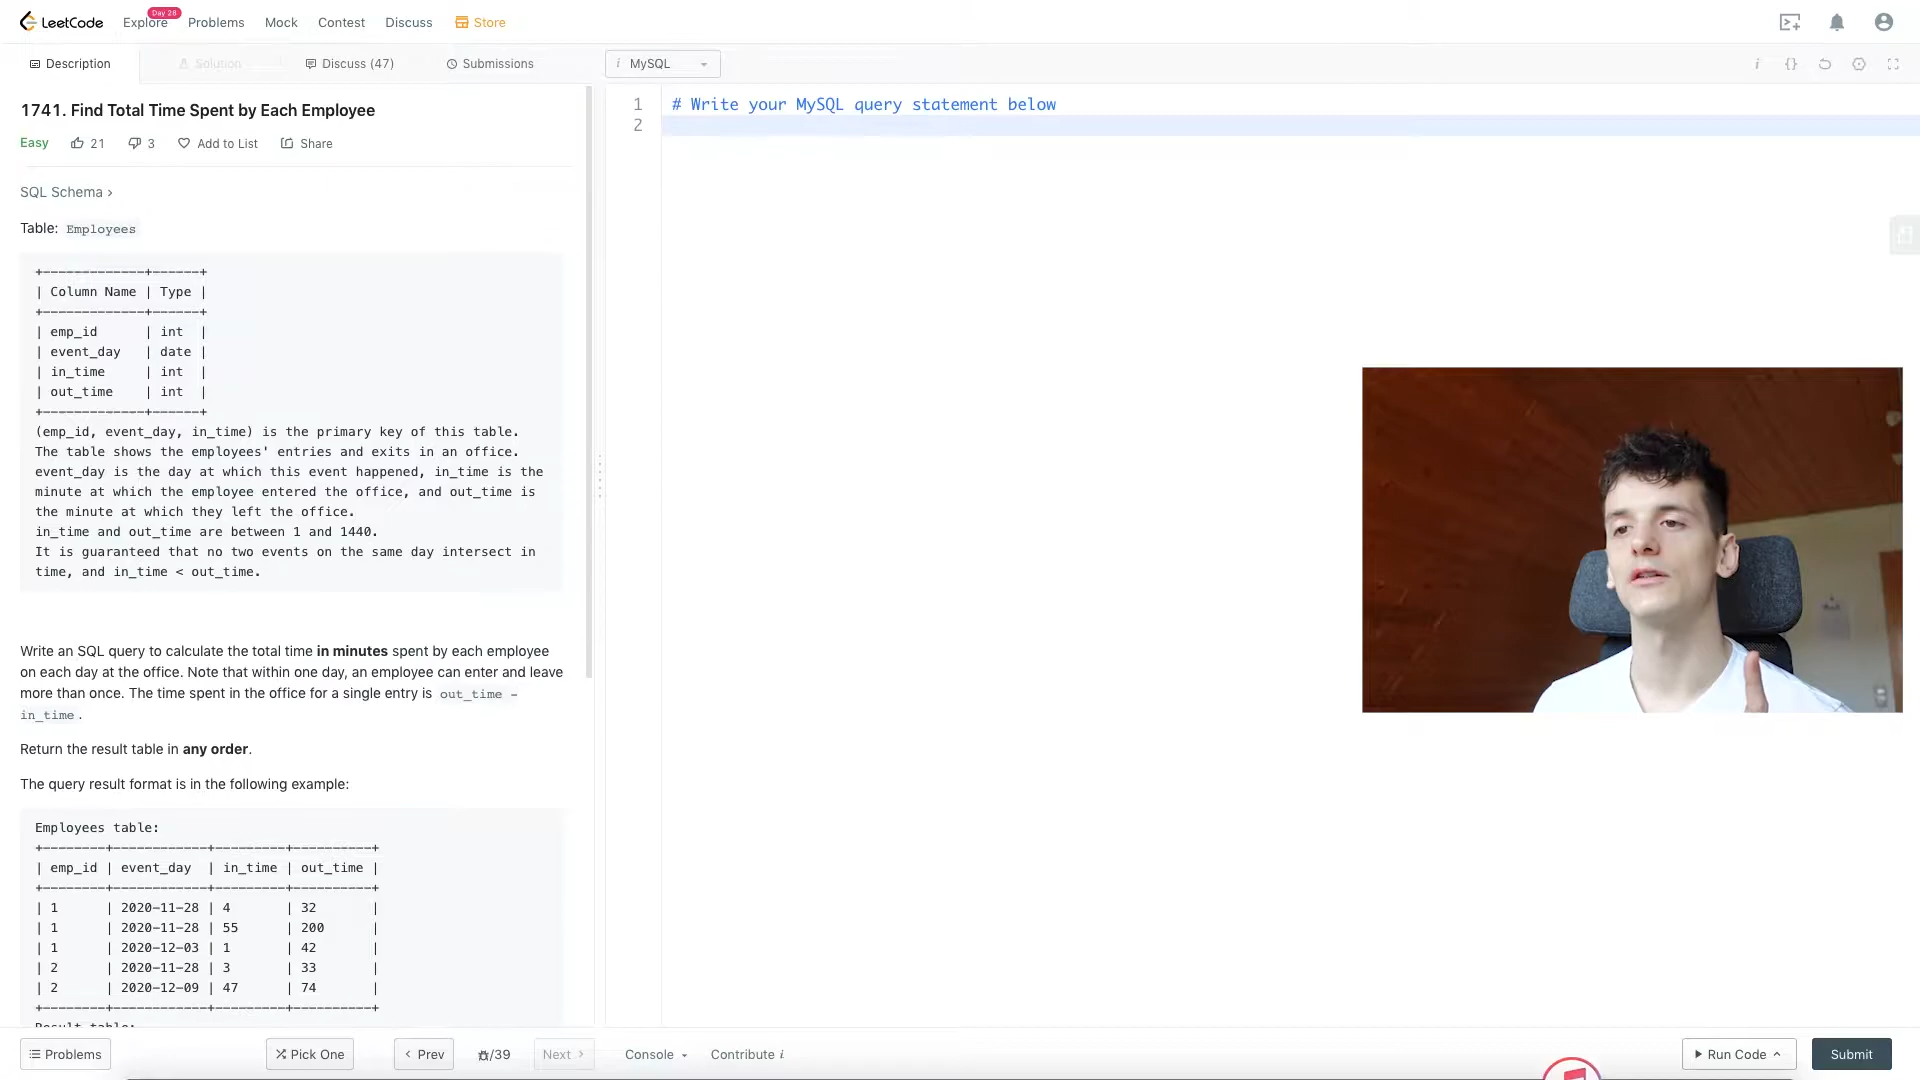 LeetCode
Explore
Day 28
Problems
Mock
Contest
Discuss
Store
Description
Solution
Discuss (47)
Submissions
i MySQL
i {}
1741. Find Total Time Spent by Each Employee
Easy 21 3 Add to List Share
SQL Schema ›
Table: Employees
+-------------+------+
| Column Name | Type |
+-------------+------+
| emp_id      | int  |
| event_day   | date |
| in_time     | int  |
| out_time    | int  |
+-------------+------+
(emp_id, event_day, in_time) is the primary key of this table.
The table shows the employees' entries and exits in an office.
event_day is the day at which this event happened, in_time is the
minute at which the employee entered the office, and out_time is
the minute at which they left the office.
in_time and out_time are between 1 and 1440.
It is guaranteed that no two events on the same day intersect in
time, and in_time < out_time.
Write an SQL query to calculate the total time in minutes spent by each employee
on each day at the office. Note that within one day, an employee can enter and leave
more than once. The time spent in the office for a single entry is out_time -
in_time.
Return the result table in any order.
The query result format is in the following example:
Employees table:
+--------+------------+---------+----------+
| emp_id | event_day  | in_time | out_time |
+--------+------------+---------+----------+
| 1      | 2020-11-28 | 4       | 32       |
| 1      | 2020-11-28 | 55      | 200      |
| 1      | 2020-12-03 | 1       | 42       |
| 2      | 2020-11-28 | 3       | 33       |
| 2      | 2020-12-09 | 47      | 74       |
+--------+------------+---------+----------+
Result table:
1 # Write your MySQL query statement below
2
Problems
Pick One
‹ Prev
/39
Next ›
Console
Contribute i
Run Code
Submit